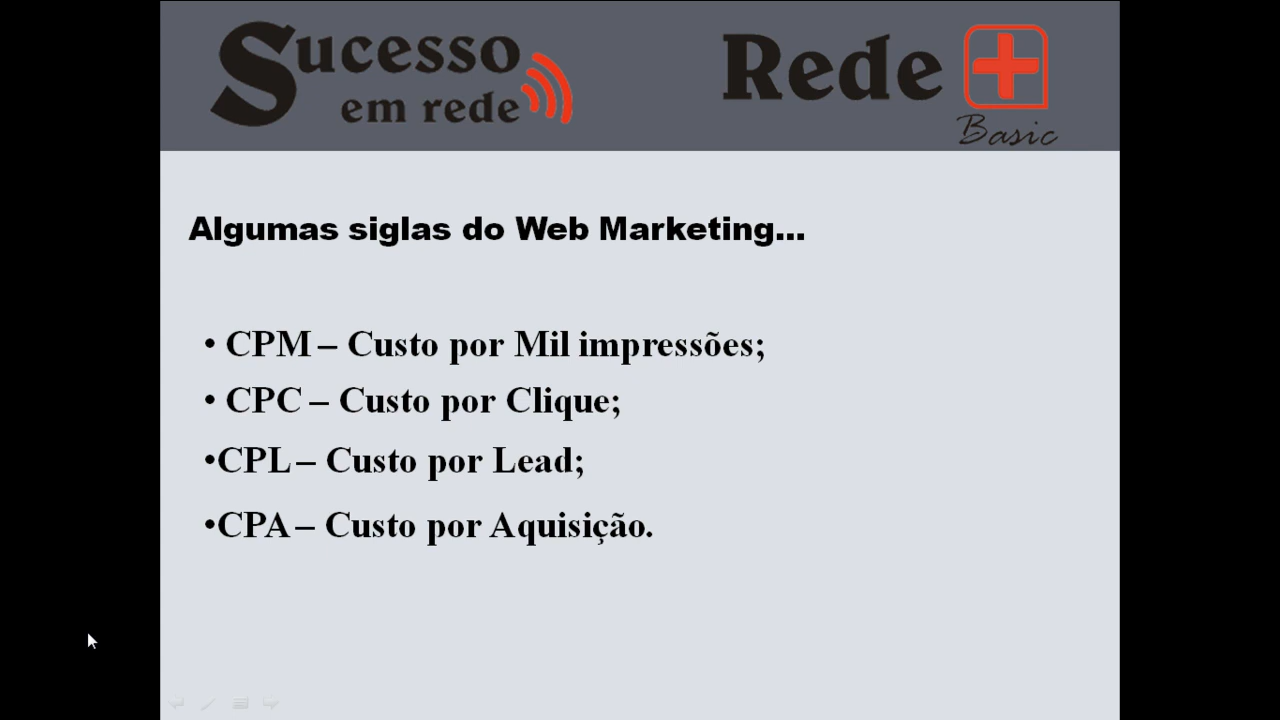 Sucesso
em rede
Rede
Basic
Algumas siglas do Web Marketing...
• CPM – Custo por Mil impressões;
• CPC – Custo por Clique;
•CPL – Custo por Lead;
•CPA – Custo por Aquisição.